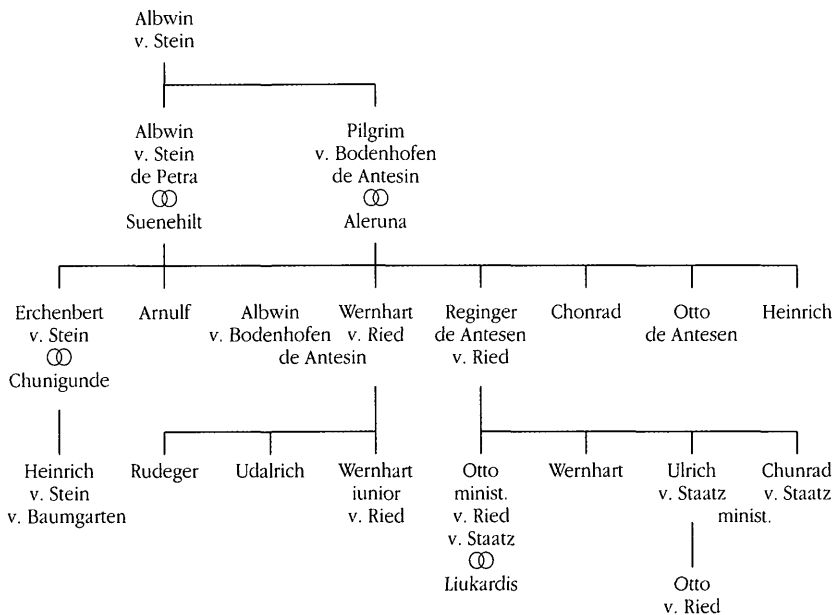 Albwin
v. Stein
Albwin
v. Stein
de Petra
Suenehilt
Pilgrim
v. Bodenhofen
de Antesin
Aleruna
Erchenbert
v. Stein
Chunigunde
Arnulf
Albwin
v. Bodenhofen
Wernhart
v. Ried
de Antesin
Reginger
de Antesen
v. Ried
Chonrad
Otto
de Antesen
Heinrich
Heinrich
v. Stein
v. Baumgarten
Rudeger
Udalrich
Wernhart
iunior
v. Ried
Otto
minist.
v. Ried
v. Staatz
Liukardis
Wernhart
Ulrich
v. Staatz
Chunrad
v. Staatz
minist.
Otto
v. Ried